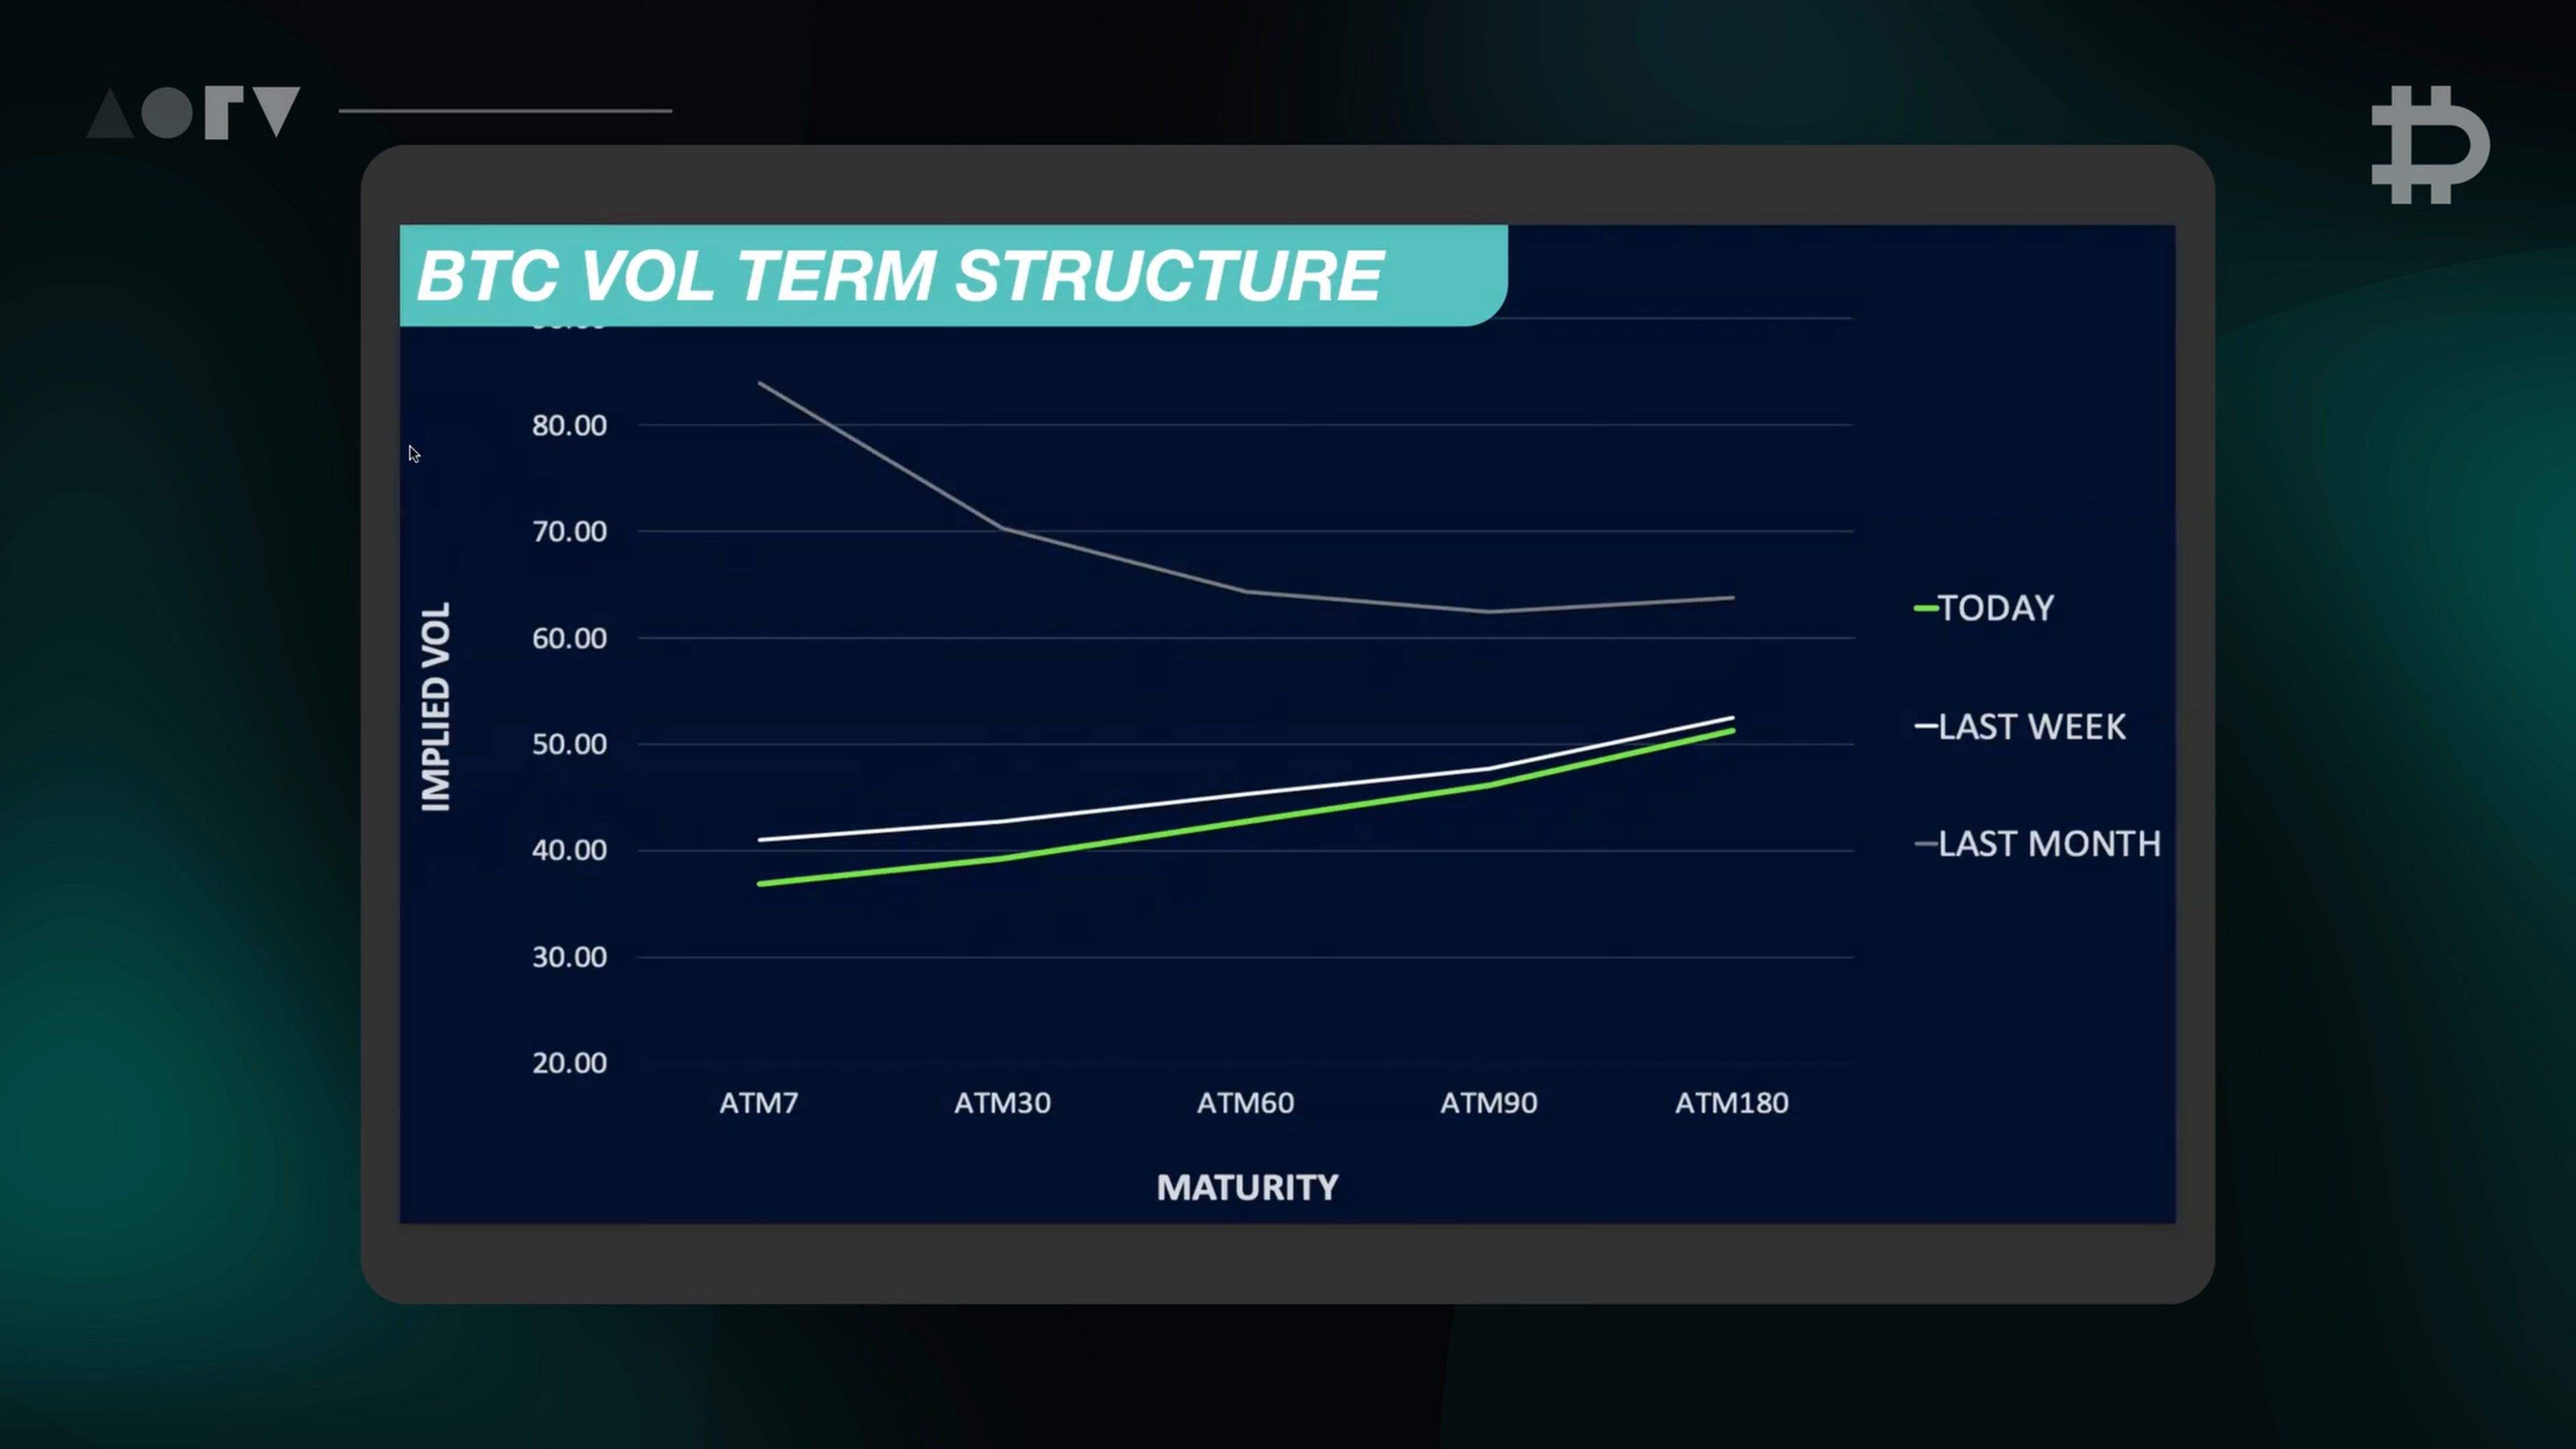 BTC VOL TERM STRUCTURE
80.00
70.00
60.00
50.00
40.00
30.00
20.00
IMPLIED VOL
ATM7 ATM30 ATM60 ATM90 ATM180
MATURITY
TODAY
LAST WEEK
LAST MONTH